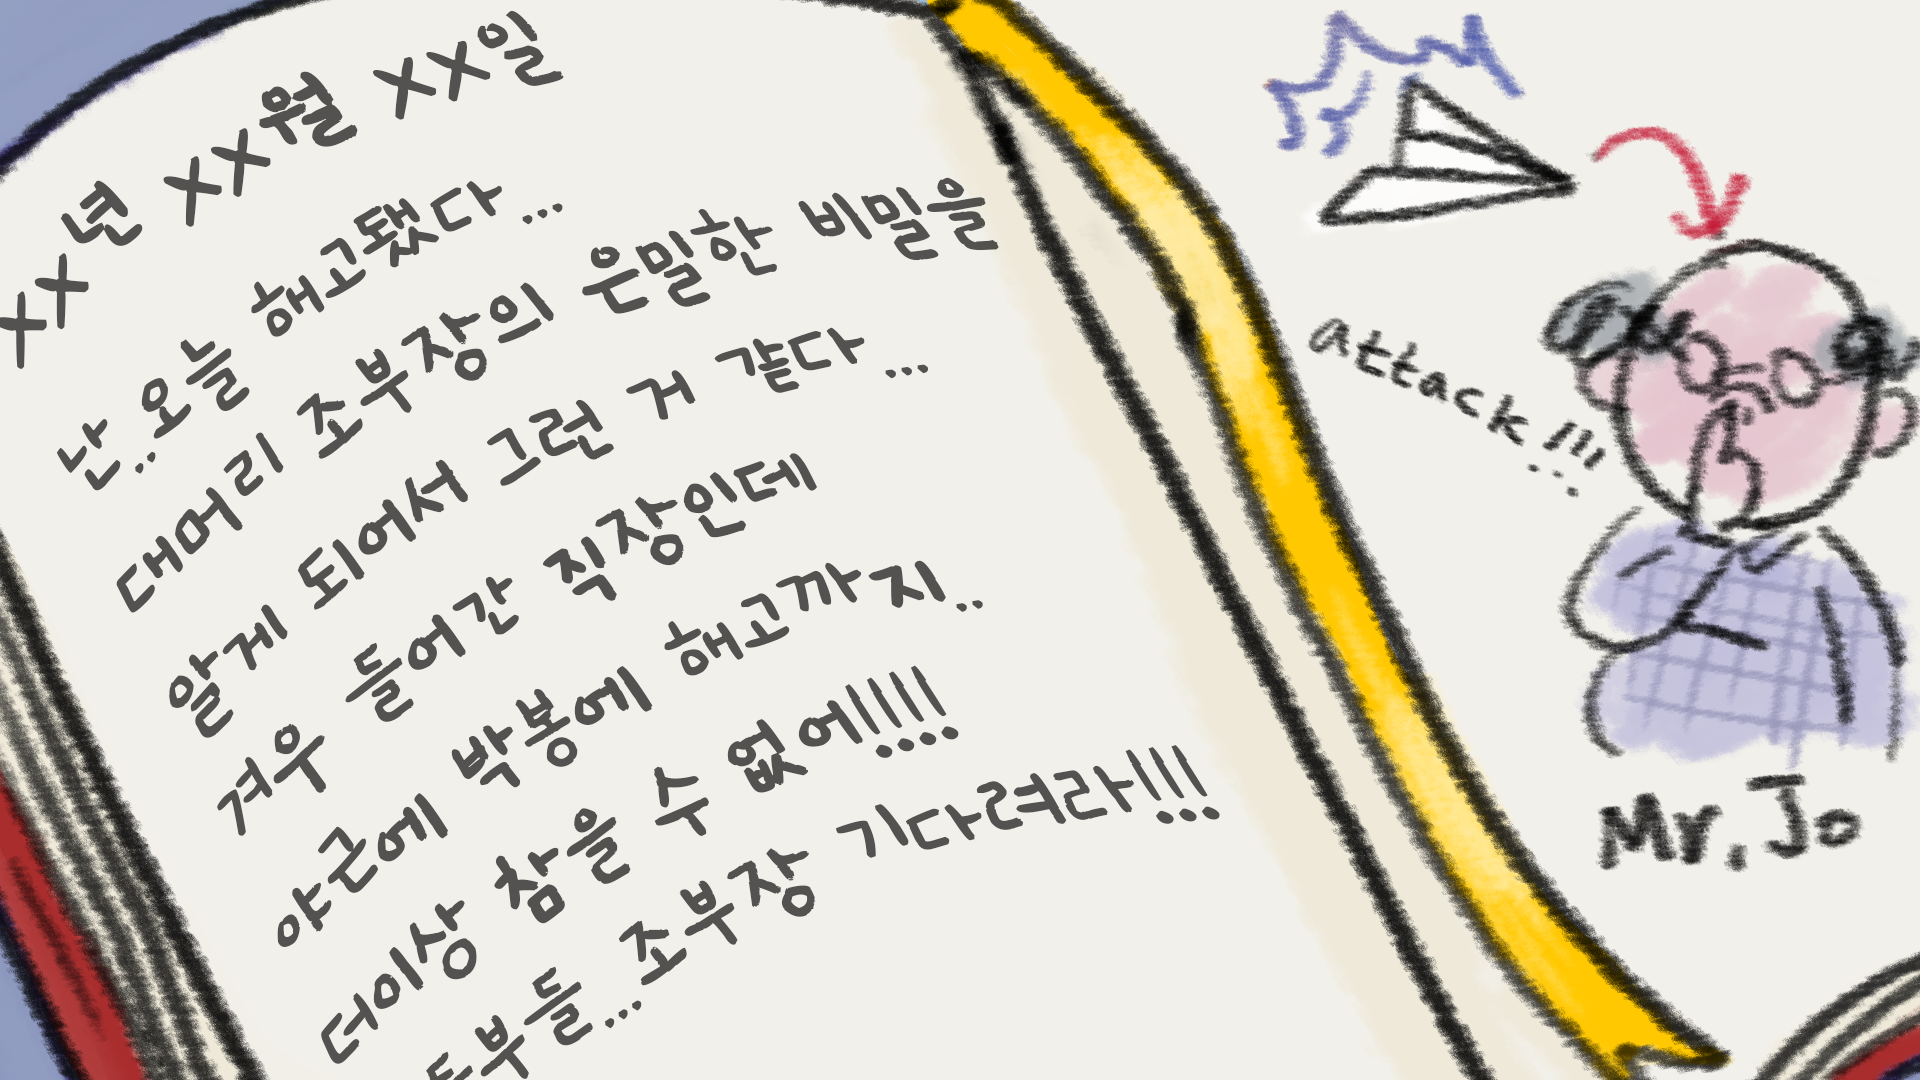 xx년 xx월 xx일
난..오늘 해고됐다...
대머리 조부장의 은밀한 비밀을
알게 되어서 그런 거 같다...
겨우 들어간 직장인데
야근에 박봉에 해고까지..
더이상 참을 수 없어!!!!
조부장 기다려라!!!
attack!!!...
Mr. Jo